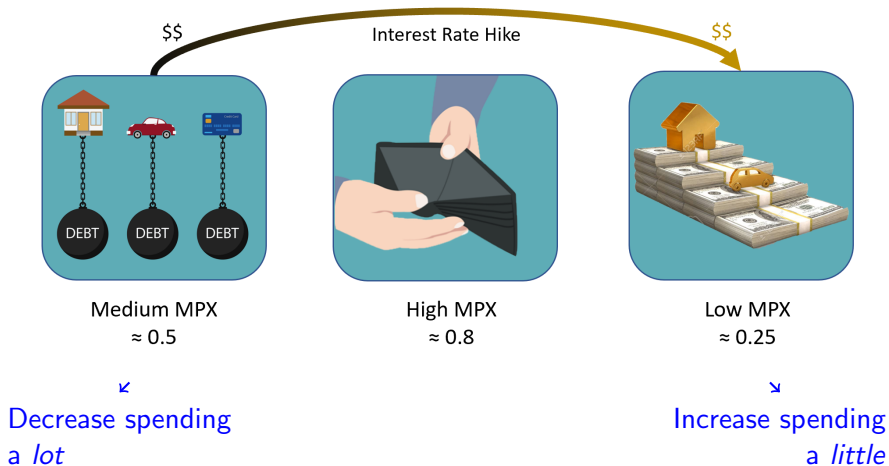 $$
Interest Rate Hike
$$
DEBT
DEBT
DEBT
Medium MPX
≈ 0.5
High MPX
≈ 0.8
Low MPX
≈ 0.25
Decrease spending
a lot
Increase spending
a little